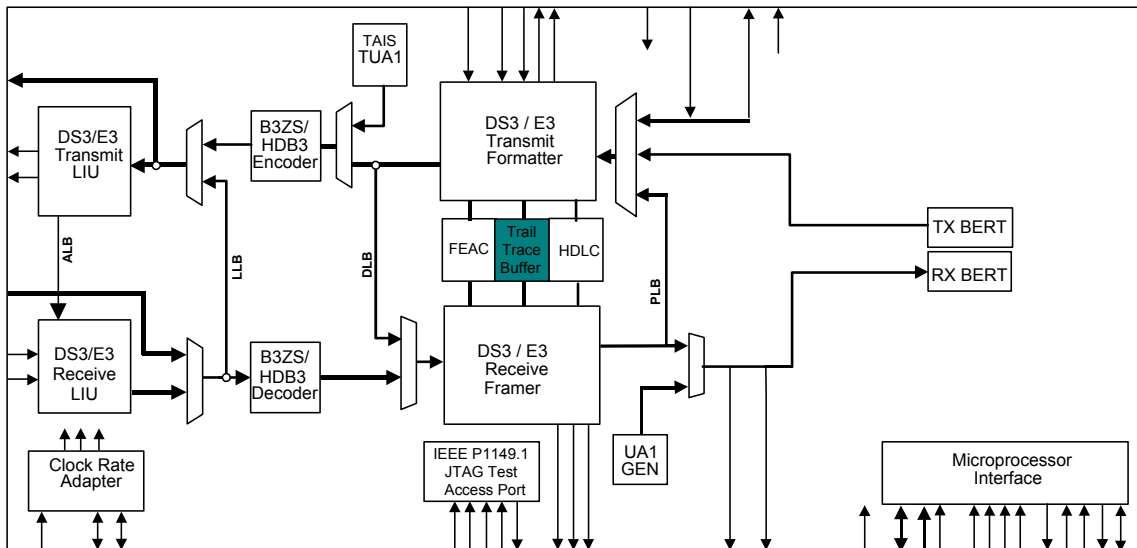 TAIS
TUA1
DS3/E3
Transmit
LIU
B3ZS/
HDB3
Encoder
DS3 / E3
Transmit
Formatter
FEAC
Trail
Trace
Buffer
HDLC
TX BERT
RX BERT
ALB
LLB
DLB
PLB
DS3/E3
Receive
LIU
B3ZS/
HDB3
Decoder
DS3 / E3
Receive
Framer
UA1
GEN
Clock Rate
Adapter
IEEE P1149.1
JTAG Test
Access Port
Microprocessor
Interface